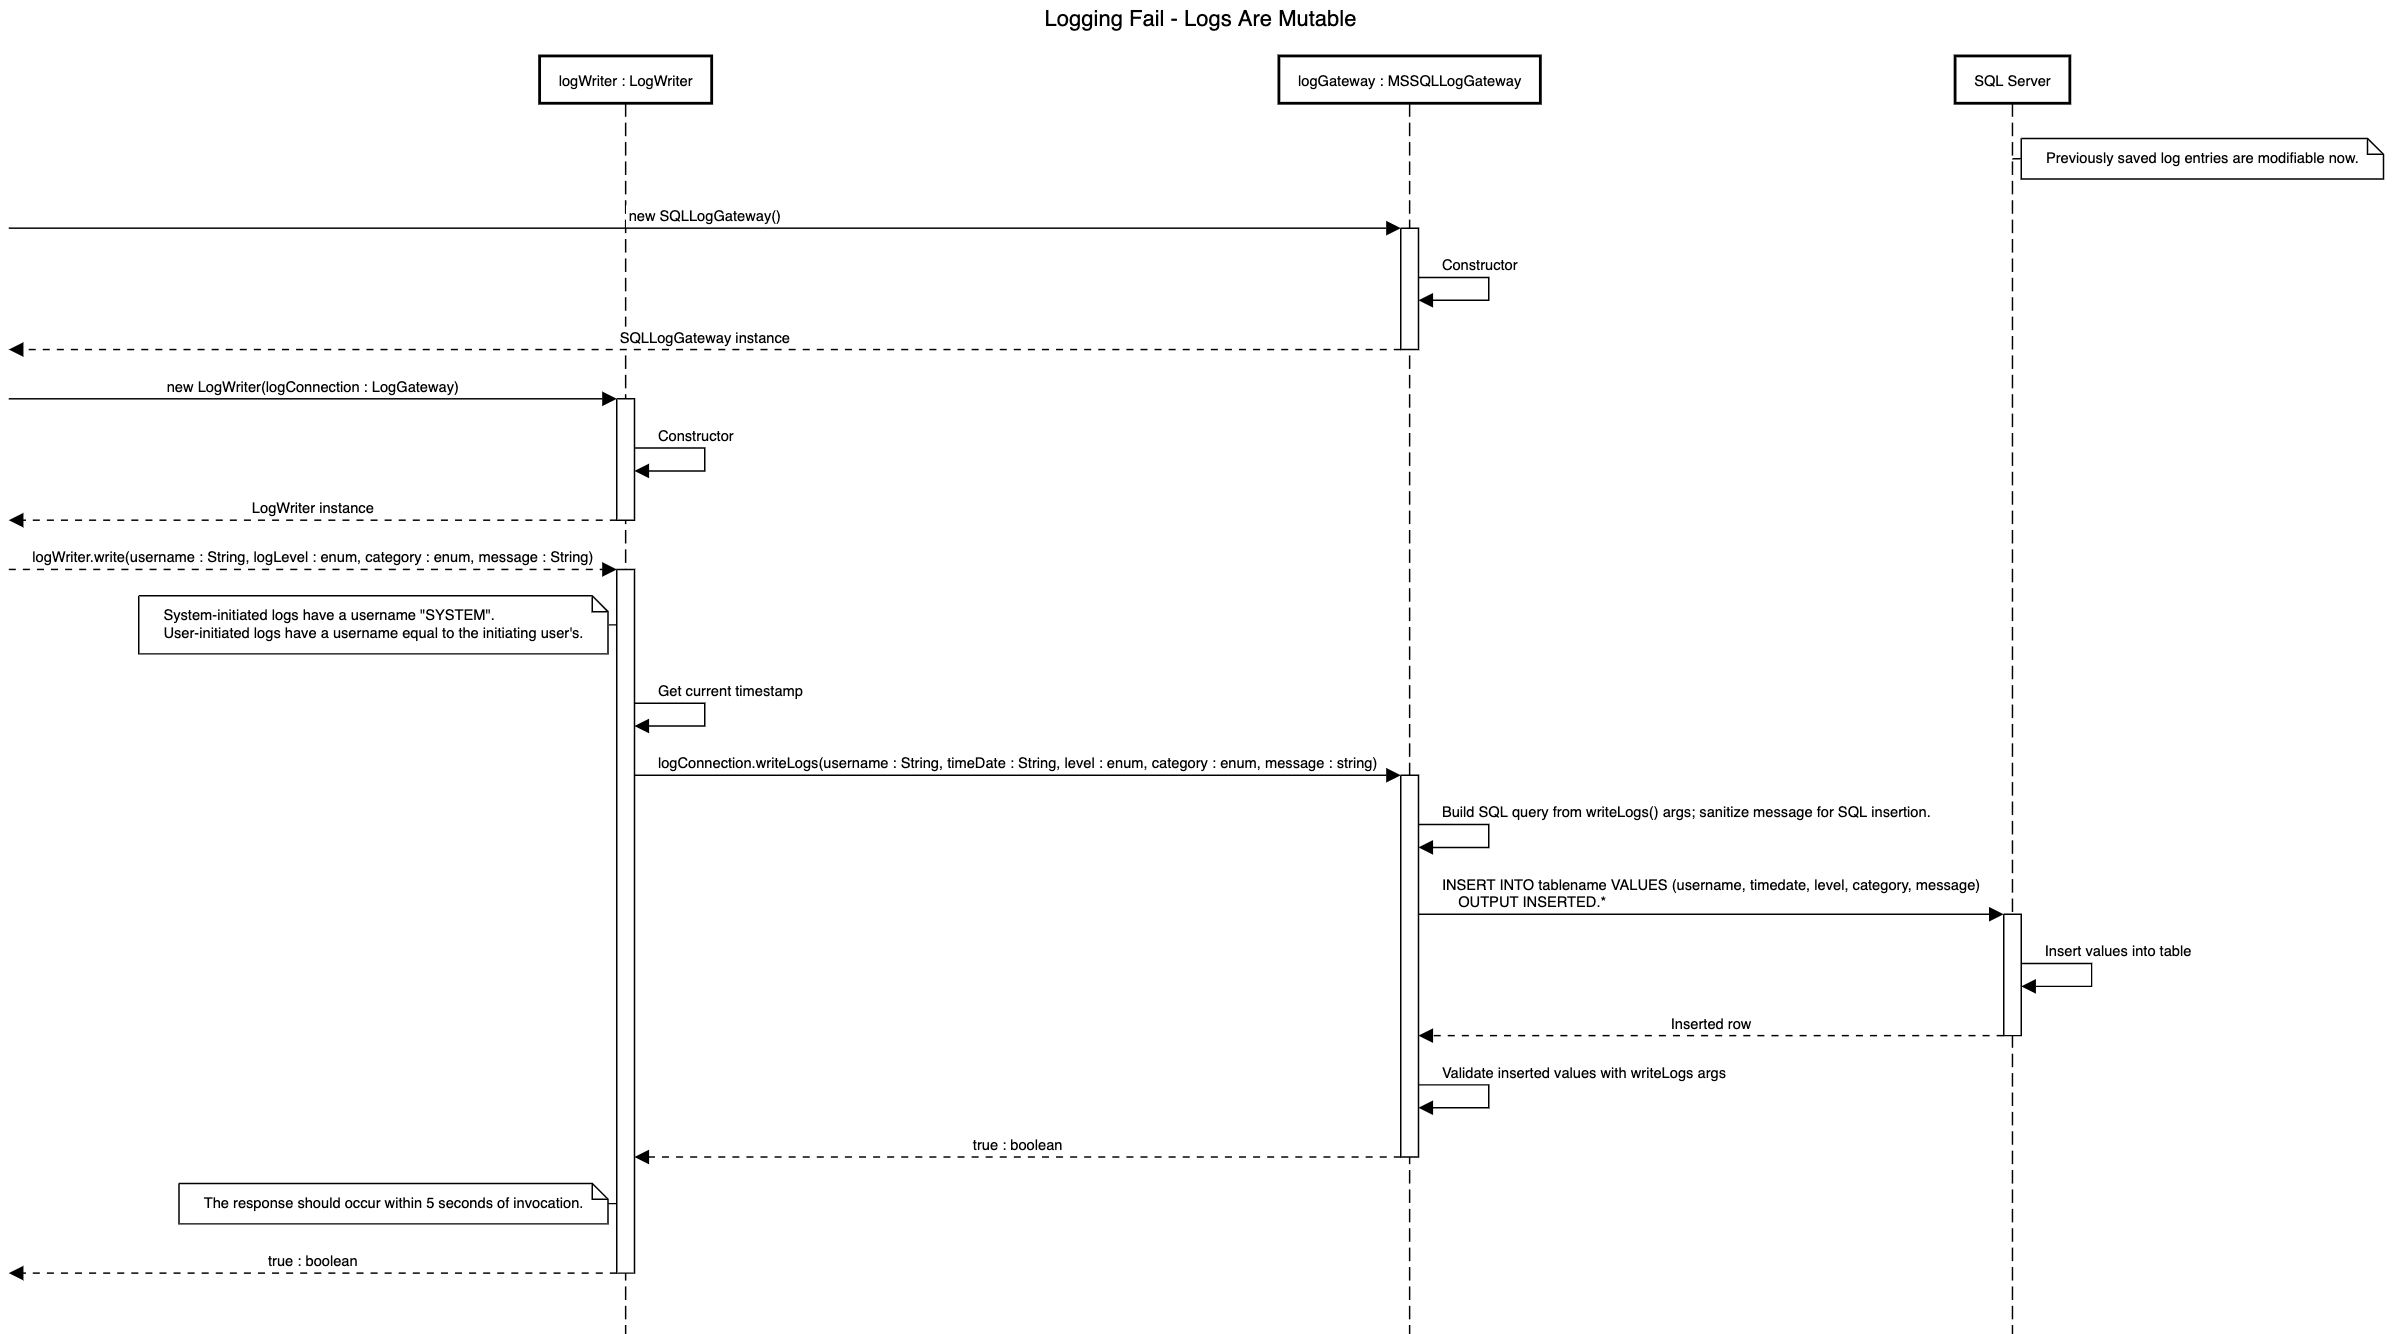 Logging Fail - Logs Are Mutable
logWriter : LogWriter
logGateway : MSSQLLogGateway
SQL Server
Previously saved log entries are modifiable now.
new SQLLogGateway()
Constructor
SQLLogGateway instance
new LogWriter(logConnection : LogGateway)
Constructor
LogWriter instance
logWriter.write(username : String, logLevel : enum, category : enum, message : String)
System-initiated logs have a username "SYSTEM".
User-initiated logs have a username equal to the initiating user's.
Get current timestamp
logConnection.writeLogs(username : String, timeDate : String, level : enum, category : enum, message : string)
Build SQL query from writeLogs() args; sanitize message for SQL insertion.
INSERT INTO tablename VALUES (username, timedate, level, category, message)
OUTPUT INSERTED.*
Insert values into table
Inserted row
Validate inserted values with writeLogs args
true : boolean
The response should occur within 5 seconds of invocation.
true : boolean